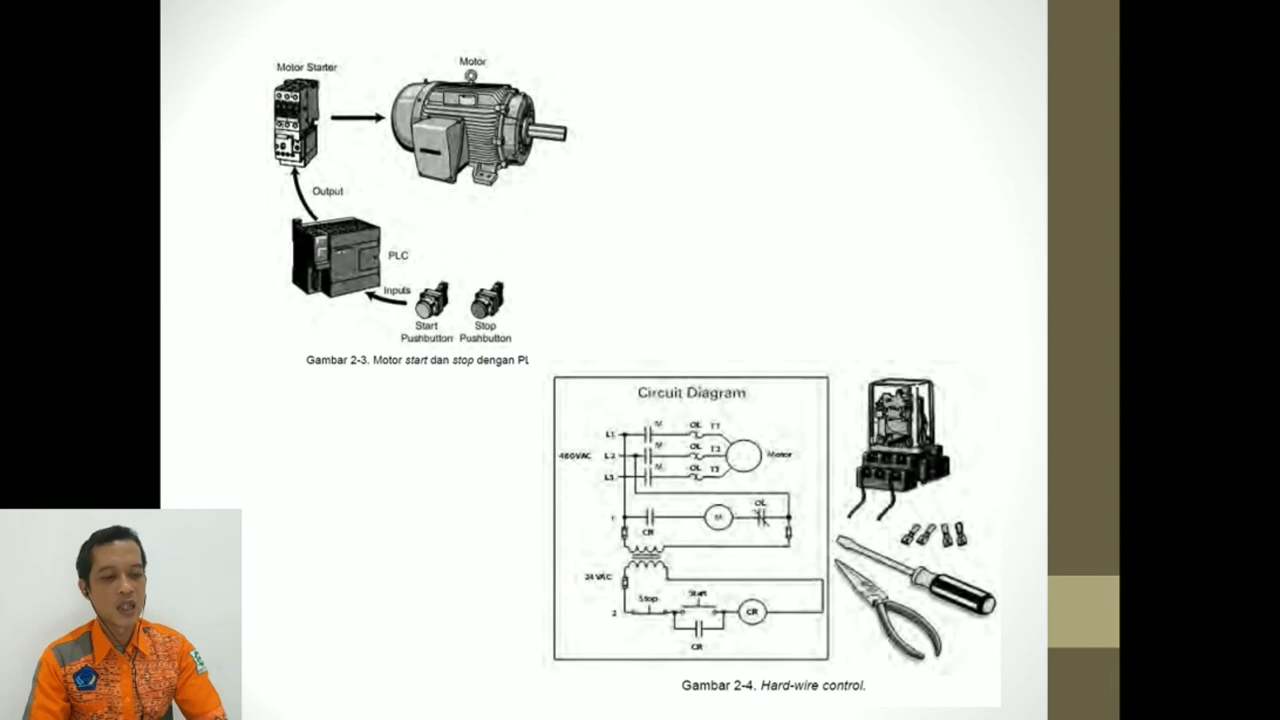 Motor Starter
Motor
Output
PLC
Inputs
Start
Pushbutton
Stop
Pushbutton
Gambar 2-3. Motor start dan stop dengan PL
Circuit Diagram
M
OL
T1
L1
M
OL
T2
460VAC
L2
Motor
M
OL
T3
L3
OL
1
M
CR
24VAC
Stop
Start
2
CR
CR
Gambar 2-4. Hard-wire control.